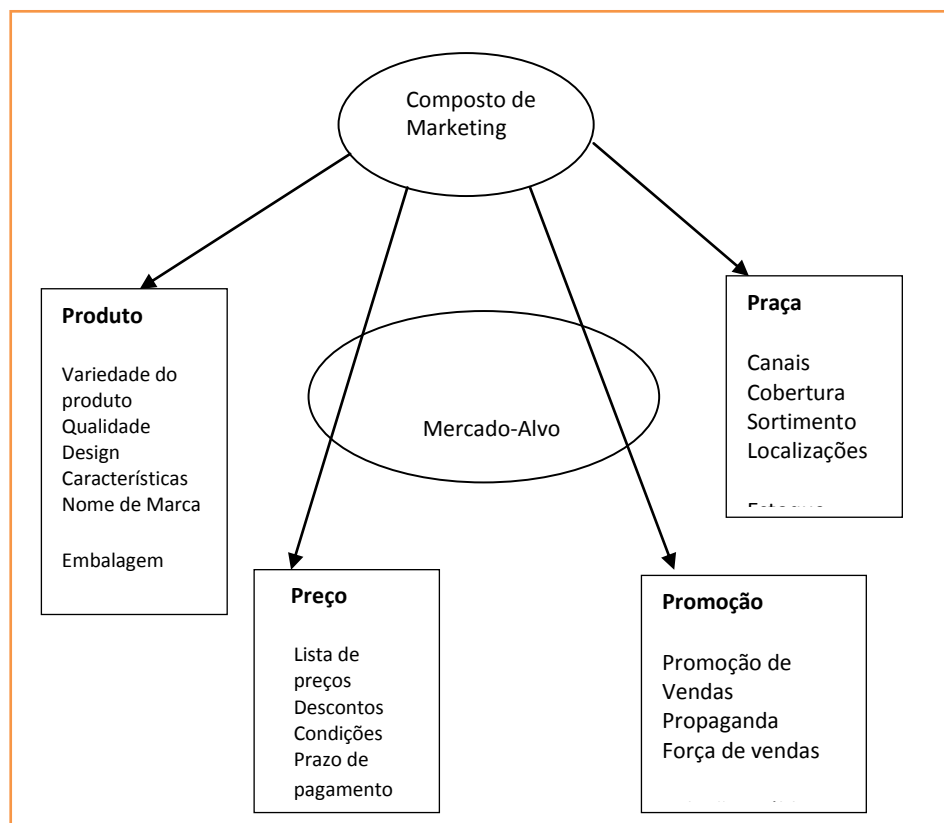 Composto de
Marketing
Produto
Variedade do
produto
Qualidade
Design
Características
Nome de Marca
Embalagem
Mercado-Alvo
Praça
Canais
Cobertura
Sortimento
Localizações
Preço
Lista de
preços
Descontos
Condições
Prazo de
pagamento
Promoção
Promoção de
Vendas
Propaganda
Força de vendas